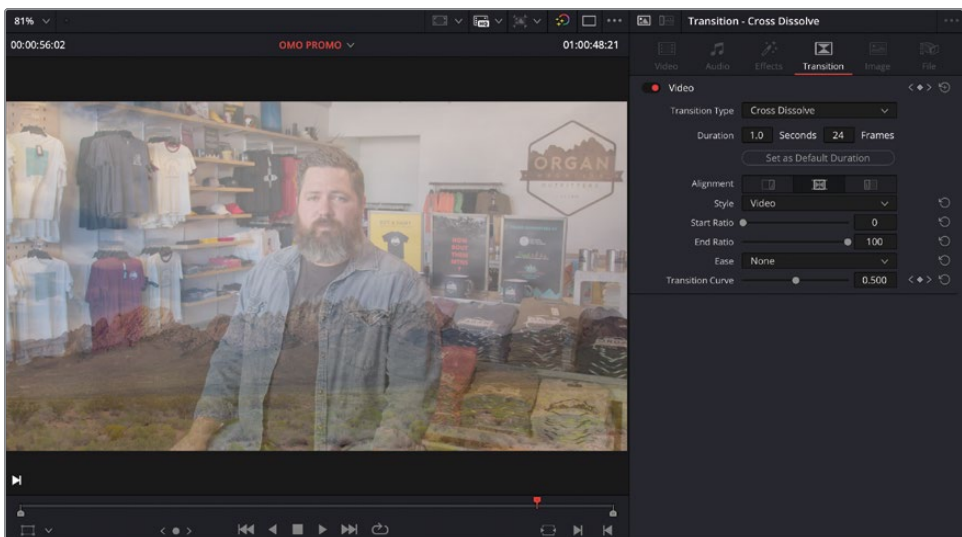 81%
Transition - Cross Dissolve
00:00:56:02
OMO PROMO
01:00:48:21
Video
Audio
Effects
Transition
Image
File
Video
Transition Type Cross Dissolve
Duration 1.0 Seconds 24 Frames
Set as Default Duration
Alignment
Style Video
Start Ratio 0
End Ratio 100
Ease None
Transition Curve 0.500
ORGAN
OUTFITTERS